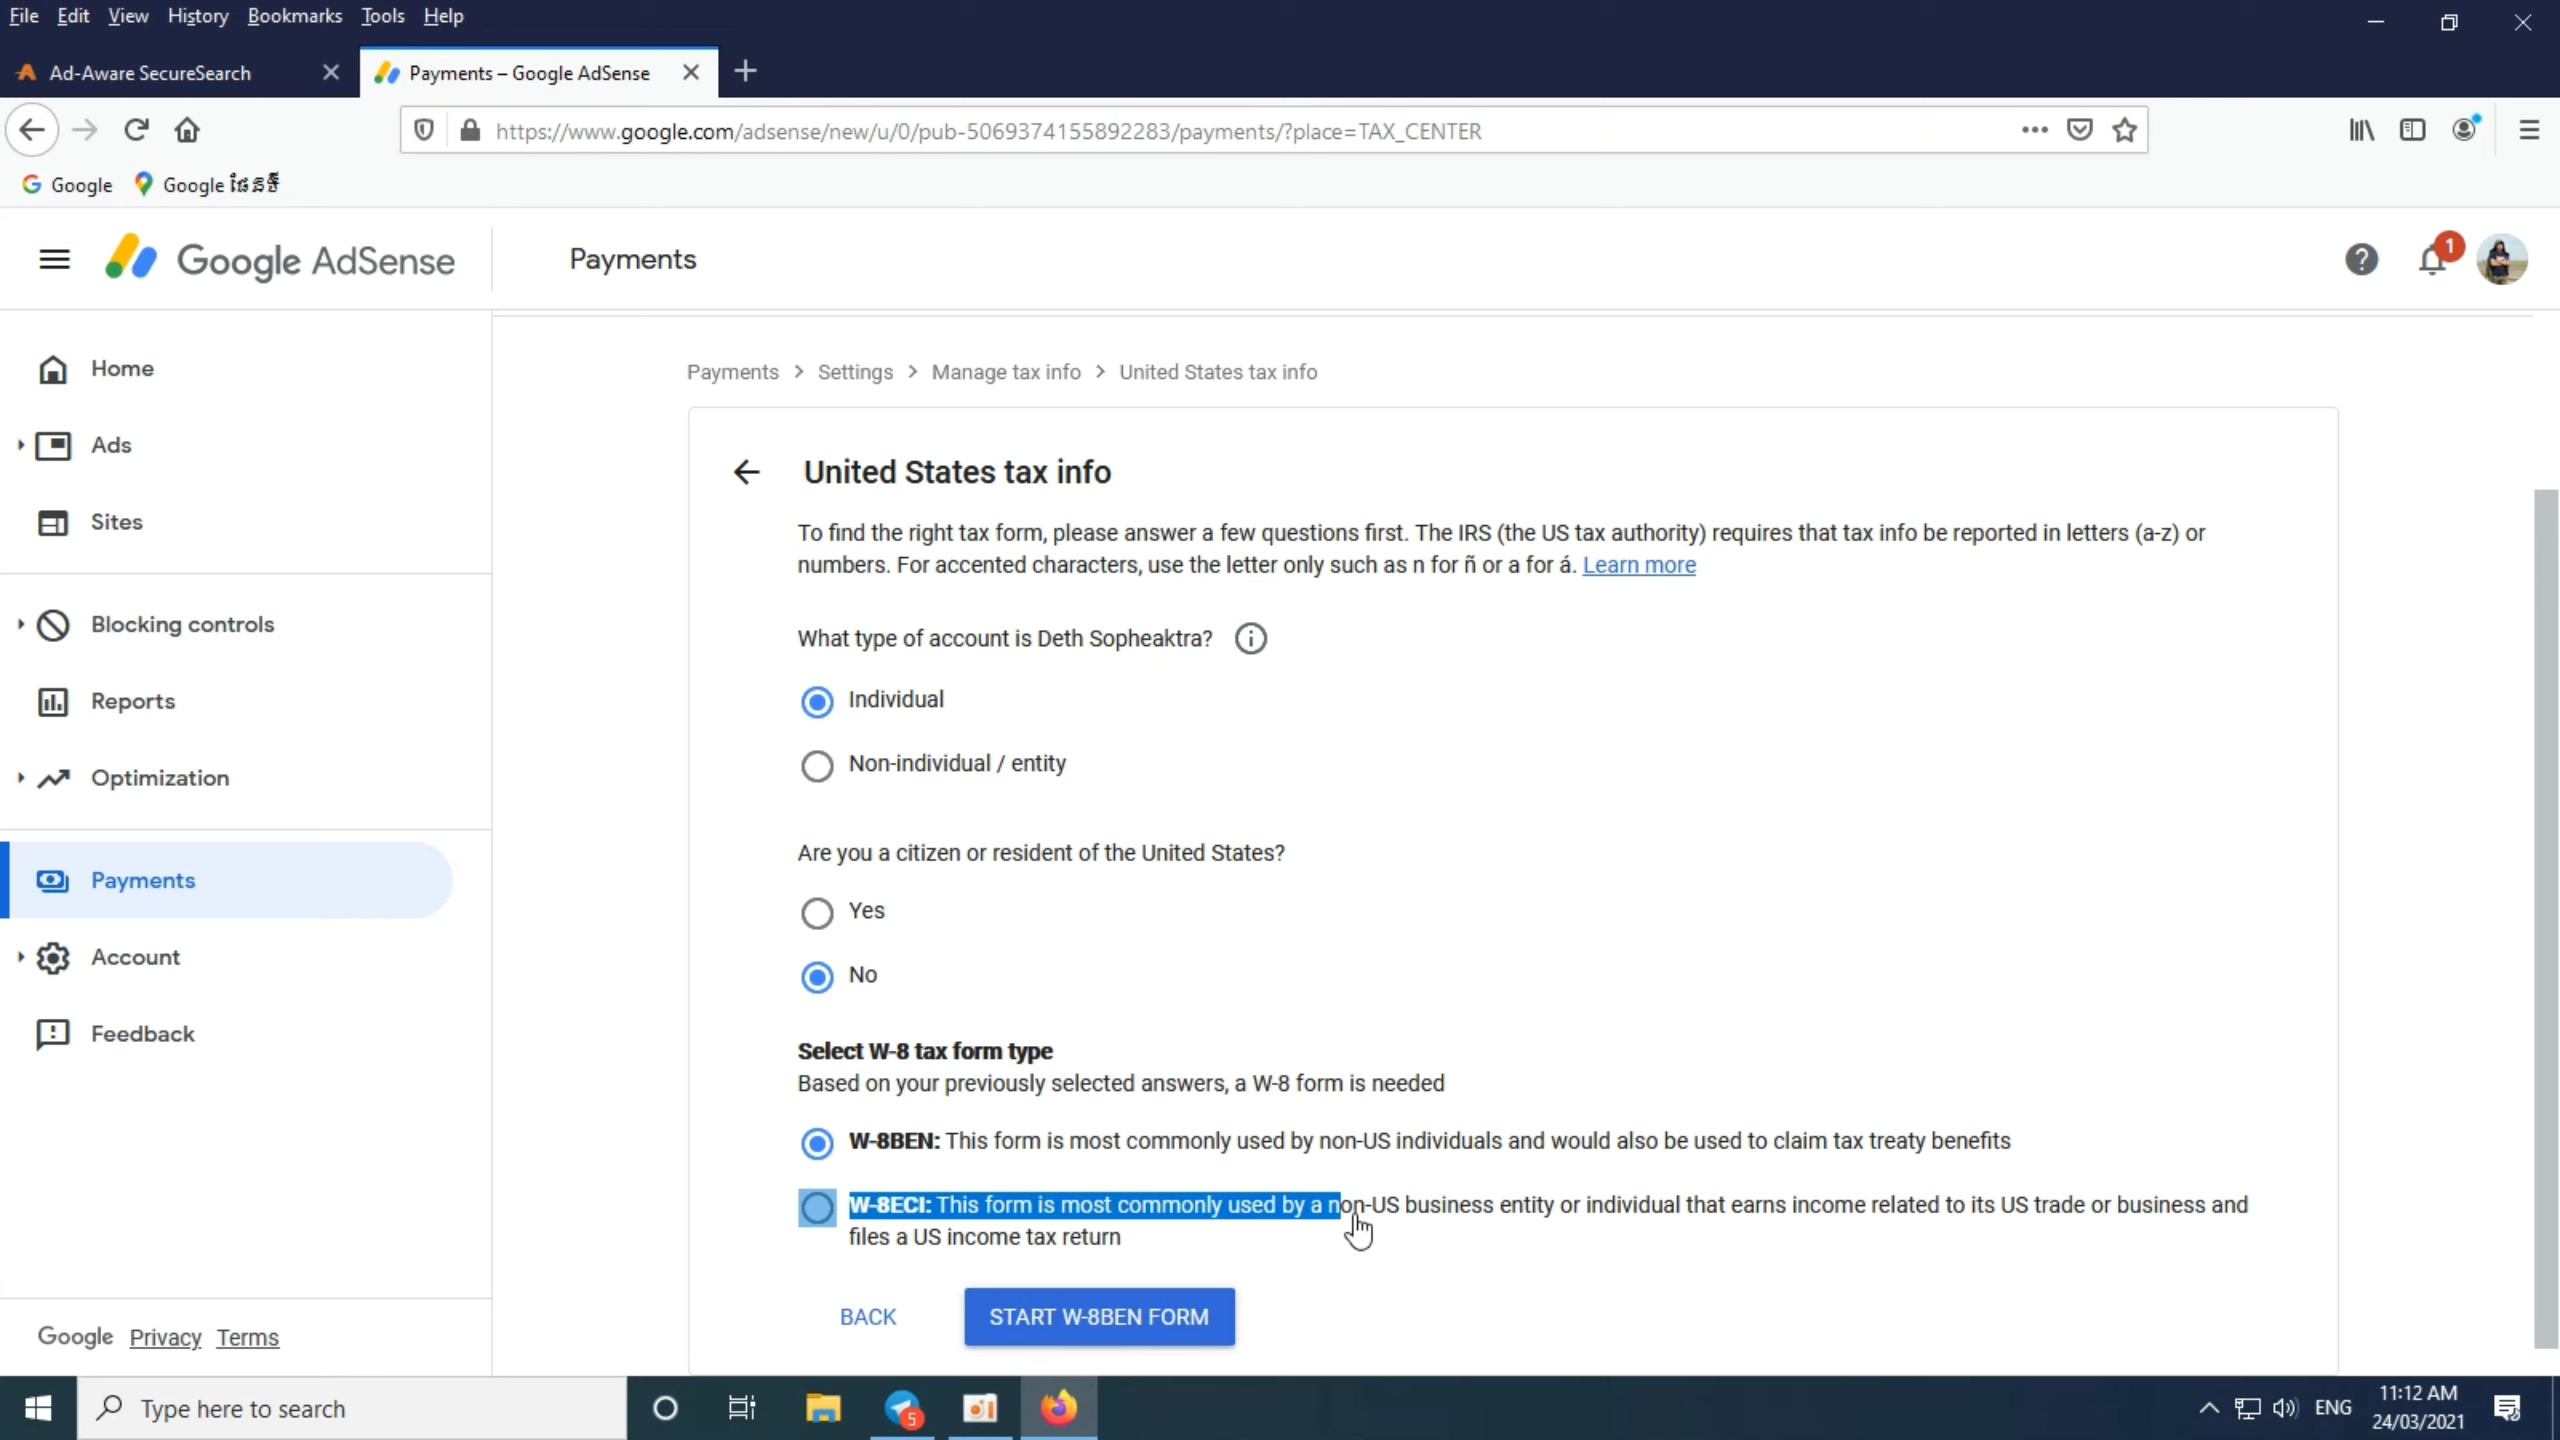 File Edit View History Bookmarks Tools Help
Ad-Aware SecureSearch
Payments – Google AdSense
https://www.google.com/adsense/new/u/0/pub-5069374155892283/payments/?place=TAX_CENTER
Google
Google ផែនទី
Google AdSense
Payments
1
Home
Ads
Sites
Blocking controls
Reports
Optimization
Payments
Account
Feedback
Google Privacy Terms
Payments > Settings > Manage tax info > United States tax info
United States tax info
To find the right tax form, please answer a few questions first. The IRS (the US tax authority) requires that tax info be reported in letters (a-z) or
numbers. For accented characters, use the letter only such as n for ñ or a for á. Learn more
What type of account is Deth Sopheaktra?
Individual
Non-individual / entity
Are you a citizen or resident of the United States?
Yes
No
Select W-8 tax form type
Based on your previously selected answers, a W-8 form is needed
W-8BEN: This form is most commonly used by non-US individuals and would also be used to claim tax treaty benefits
W-8ECI: This form is most commonly used by a non-US business entity or individual that earns income related to its US trade or business and
files a US income tax return
BACK
START W-8BEN FORM
Type here to search
5
ENG
11:12 AM
24/03/2021